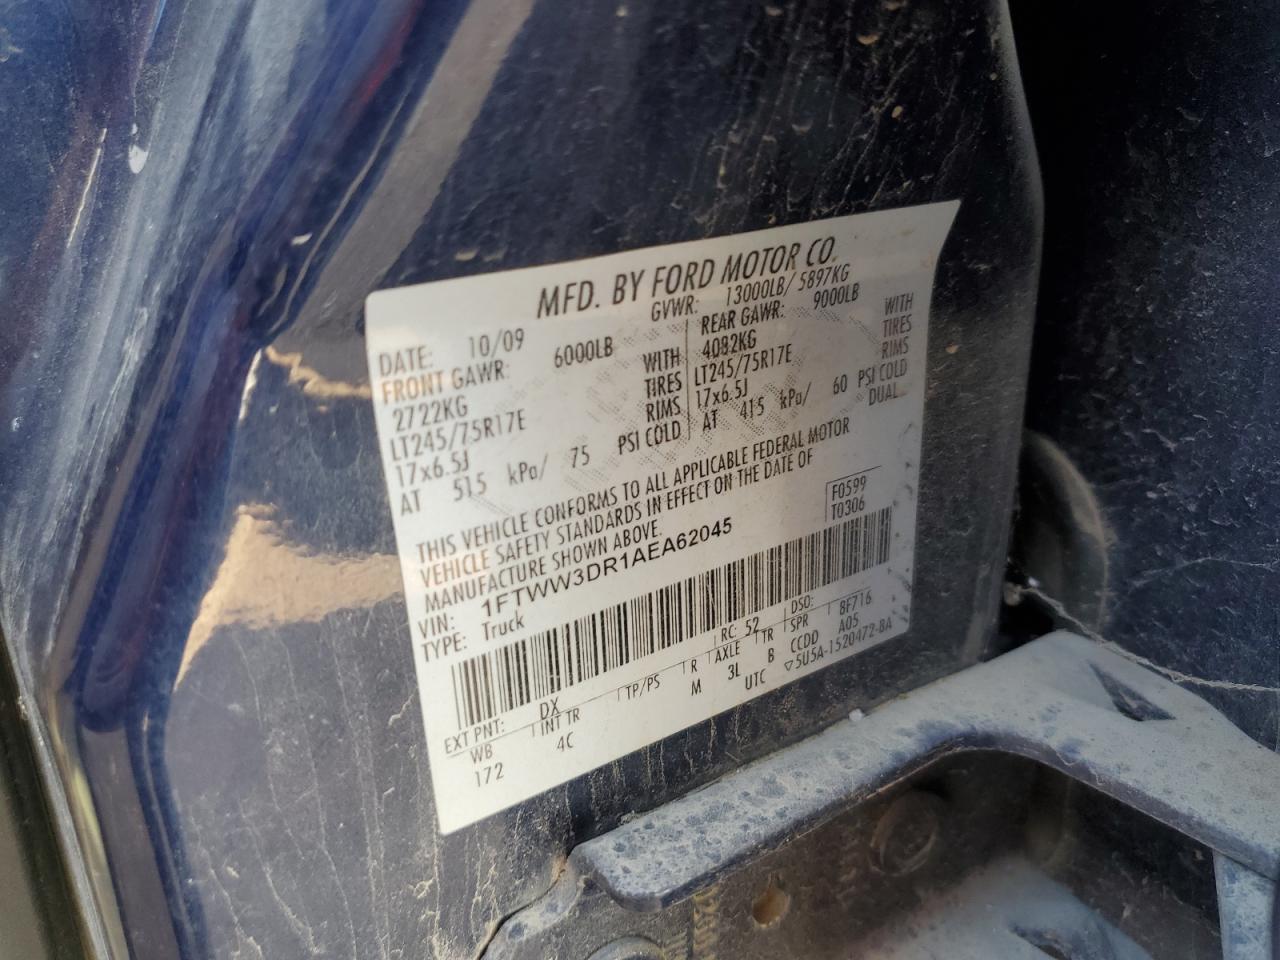 MFD. BY FORD MOTOR CO.
DATE: 10/09 GVWR: 13000LB/ 5897KG
FRONT GAWR: 6000LB REAR GAWR: 9000LB
2722KG WITH 4082KG WITH
LT245/75R17E TIRES LT245/75R17E TIRES
17x6.5J RIMS 17x6.5J RIMS
AT 515 kPa/ 75 PSI COLD AT 415 kPa/ 60 PSI COLD
DUAL
THIS VEHICLE CONFORMS TO ALL APPLICABLE FEDERAL MOTOR
VEHICLE SAFETY STANDARDS IN EFFECT ON THE DATE OF
MANUFACTURE SHOWN ABOVE.
F0599
T0306
VIN: 1FTWW3DR1AEA62045
TYPE: Truck
EXT PNT: DX RC: 52 DSO: BF716
WB INT TR TP/PS R AXLE TR SPR
172 4C M 3L B CCDD A05
UTC ▽5U5A-1520472-BA